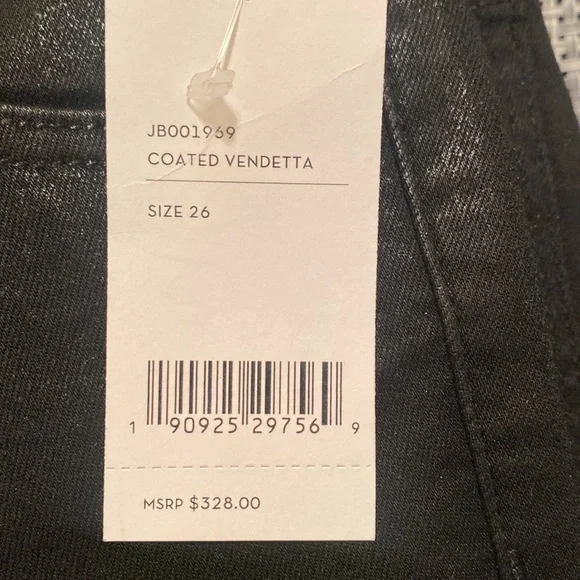 JB001969
COATED VENDETTA
SIZE 26
1 90925 29756 9
MSRP $328.00